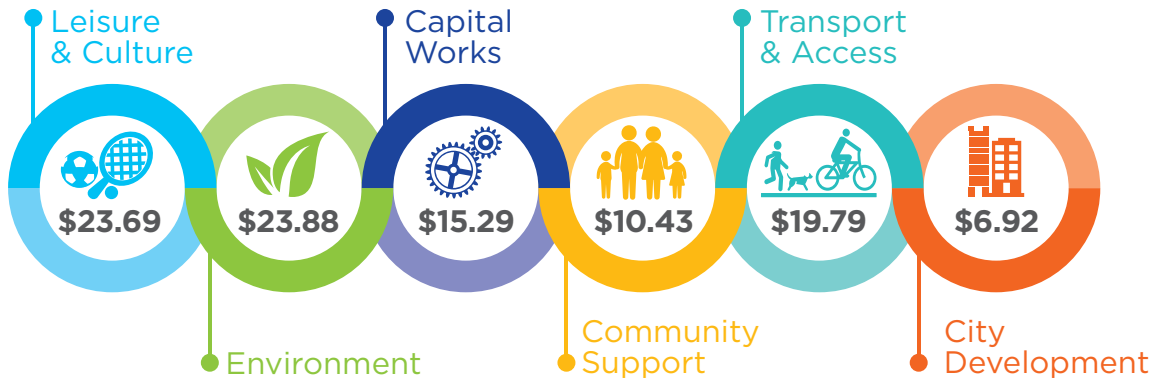 Leisure
& Culture
Capital
Works
Transport
& Access
$23.69
$23.88
$15.29
$10.43
$19.79
$6.92
Environment
Community
Support
City
Development